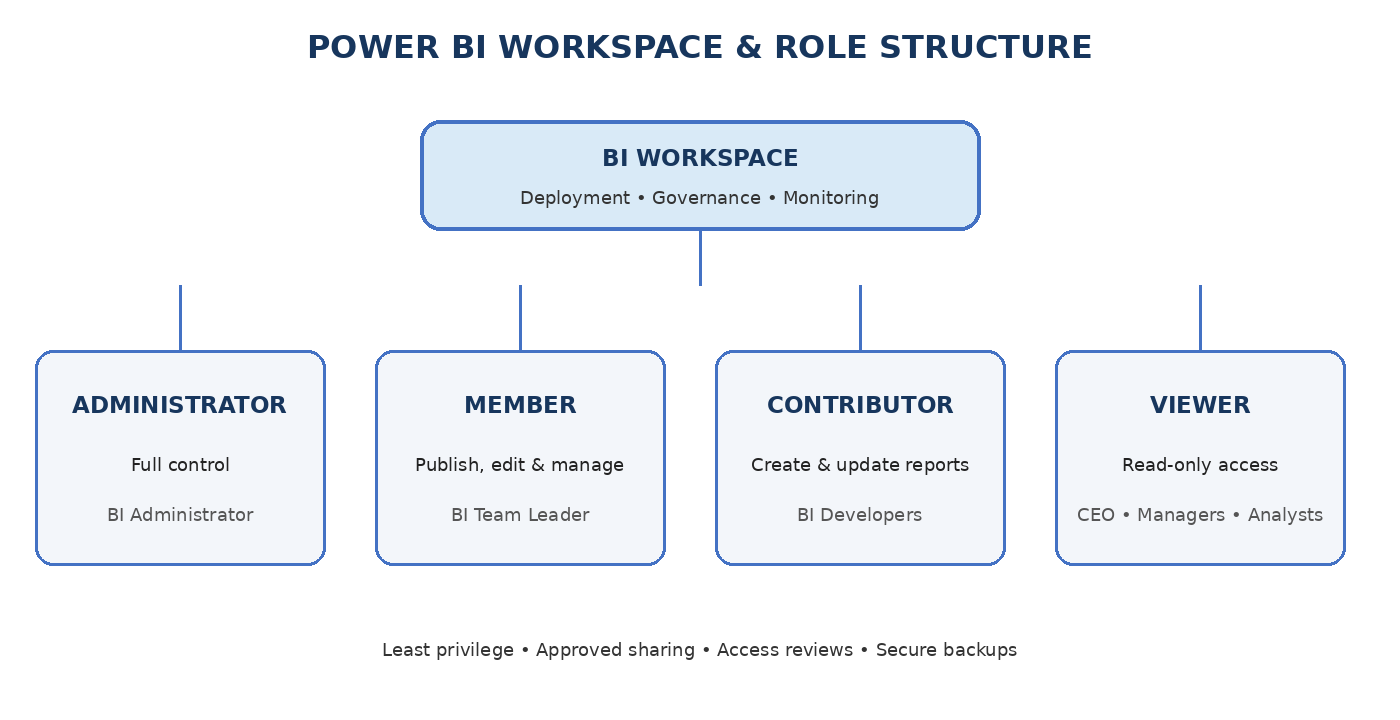 POWER BI WORKSPACE & ROLE STRUCTURE
BI WORKSPACE
Deployment • Governance • Monitoring
ADMINISTRATOR
Full control
BI Administrator
MEMBER
Publish, edit & manage
BI Team Leader
CONTRIBUTOR
Create & update reports
BI Developers
VIEWER
Read-only access
CEO • Managers • Analysts
Least privilege • Approved sharing • Access reviews • Secure backups